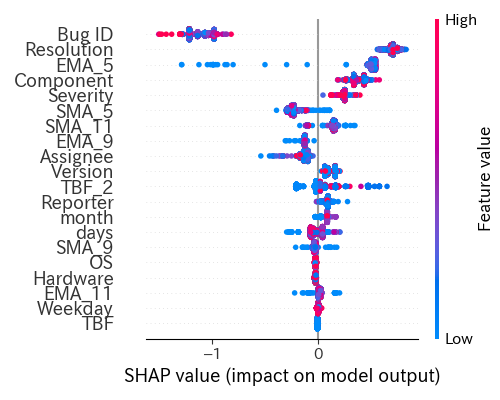 High
Bug ID
Resolution
EMA_5
Component
Severity
SMA_5
SMA_T1
EMA_9
Assignee
Version
TBF_2
Reporter
month
days
SMA_9
OS
Hardware
EMA_11
Weekday
TBF
Feature value
Low
−1
0
SHAP value (impact on model output)